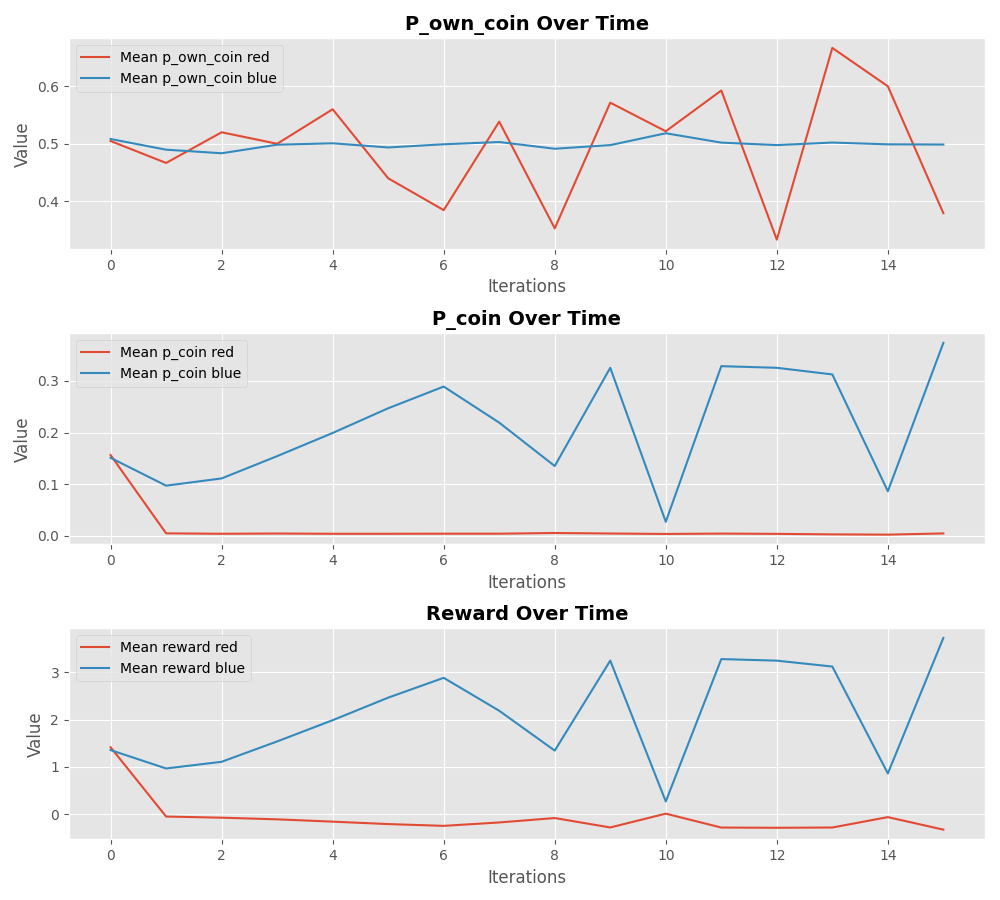 P_own_coin Over Time
Mean p_own_coin red
Mean p_own_coin blue
Value
0.6
0.5
0.4
0 2 4 6 8 10 12 14
Iterations
P_coin Over Time
Mean p_coin red
Mean p_coin blue
Value
0.3
0.2
0.1
0.0
0 2 4 6 8 10 12 14
Iterations
Reward Over Time
Mean reward red
Mean reward blue
Value
3
2
1
0
0 2 4 6 8 10 12 14
Iterations